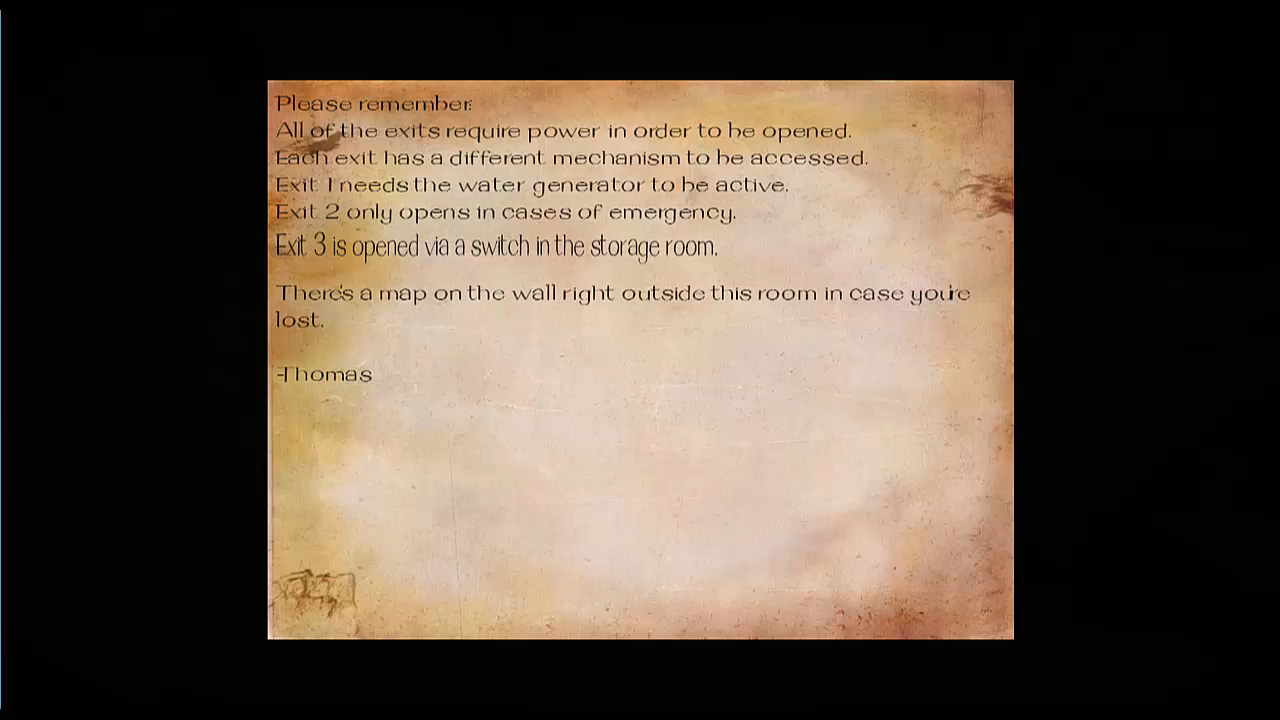 Please remember:
All of the exits require power in order to be opened.
Each exit has a different mechanism to be accessed.
Exit 1 needs the water generator to be active.
Exit 2 only opens in cases of emergency.
Exit 3 is opened via a switch in the storage room.
There's a map on the wall right outside this room in case you're
lost.
-Thomas